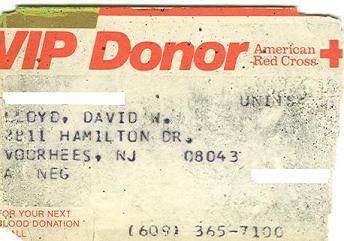 VIP Donor American
Red Cross
LLOYD, DAVID W.
2811 HAMILTON DR.
VOORHEES, NJ 08043
A NEG
FOR YOUR NEXT
BLOOD DONATION
CALL
(609) 365-7100